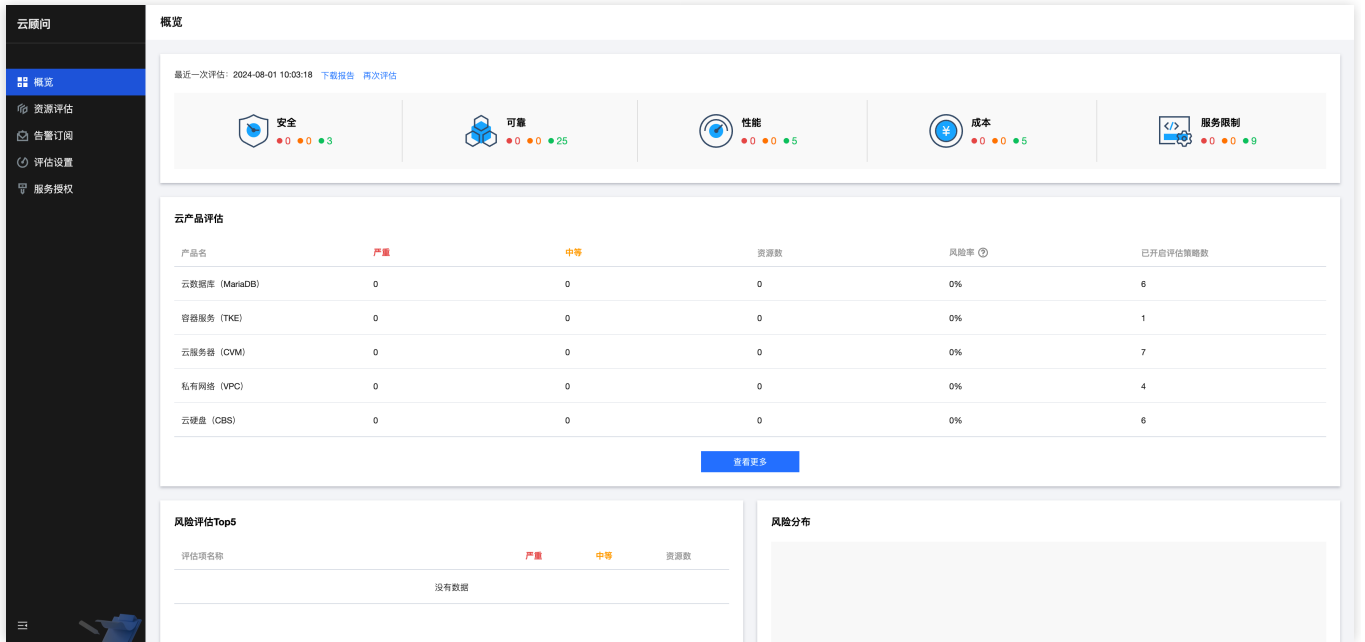 云顾问
概览
概览
资源评估
告警订阅
评估设置
服务授权
最近一次评估：2024-08-01 10:03:18 下载报告 再次评估
安全
0 0 3
可靠
0 0 25
性能
0 0 5
成本
0 0 5
服务限制
0 0 9
云产品评估
产品名 严重 中等 资源数 风险率 已开启评估策略数
云数据库（MariaDB） 0 0 0 0% 6
容器服务（TKE） 0 0 0 0% 1
云服务器（CVM） 0 0 0 0% 7
私有网络（VPC） 0 0 0 0% 4
云硬盘（CBS） 0 0 0 0% 6
查看更多
风险评估Top5
评估项名称 严重 中等 资源数
没有数据
风险分布